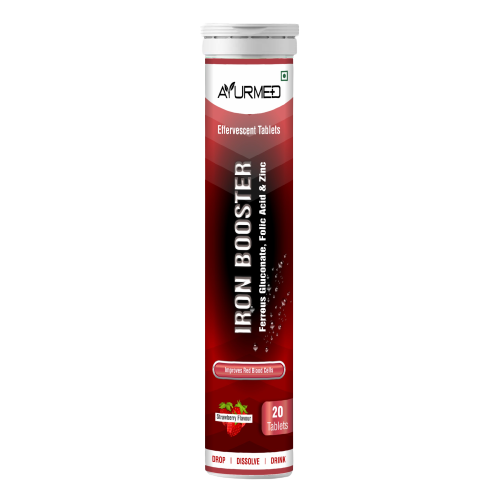 AYURMED
Effervescent Tablets
IRON BOOSTER
Ferrous Gluconate, Folic Acid & Zinc
Improves Red Blood Cells
Strawberry Flavour
20
Tablets
DROP | DISSOLVE | DRINK